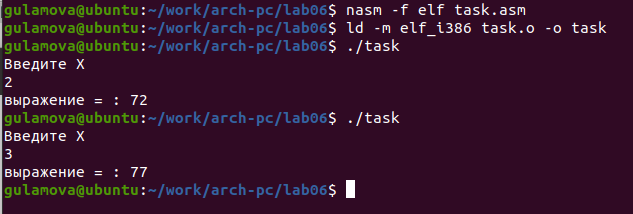 gulamova@ubuntu:~/work/arch-pc/lab06$ nasm -f elf task.asm
gulamova@ubuntu:~/work/arch-pc/lab06$ ld -m elf_i386 task.o -o task
gulamova@ubuntu:~/work/arch-pc/lab06$ ./task
Введите X
2
выражение = : 72
gulamova@ubuntu:~/work/arch-pc/lab06$ ./task
Введите X
3
выражение = : 77
gulamova@ubuntu:~/work/arch-pc/lab06$